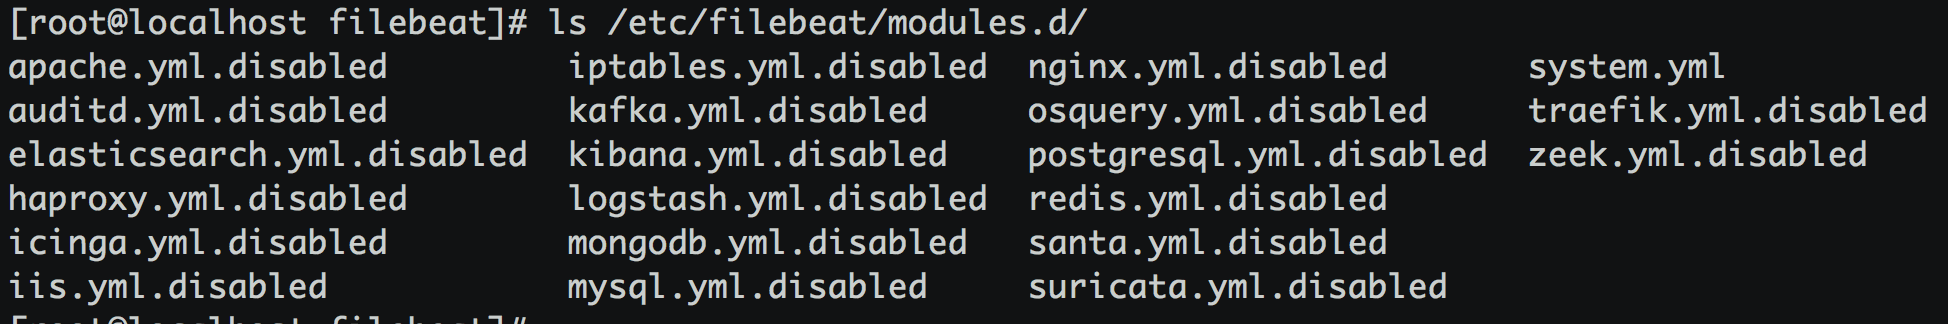 [root@localhost filebeat]# ls /etc/filebeat/modules.d/
apache.yml.disabled iptables.yml.disabled nginx.yml.disabled system.yml
auditd.yml.disabled kafka.yml.disabled osquery.yml.disabled traefik.yml.disabled
elasticsearch.yml.disabled kibana.yml.disabled postgresql.yml.disabled zeek.yml.disabled
haproxy.yml.disabled logstash.yml.disabled redis.yml.disabled
icinga.yml.disabled mongodb.yml.disabled santa.yml.disabled
iis.yml.disabled mysql.yml.disabled suricata.yml.disabled
[root@localhost filebeat]#